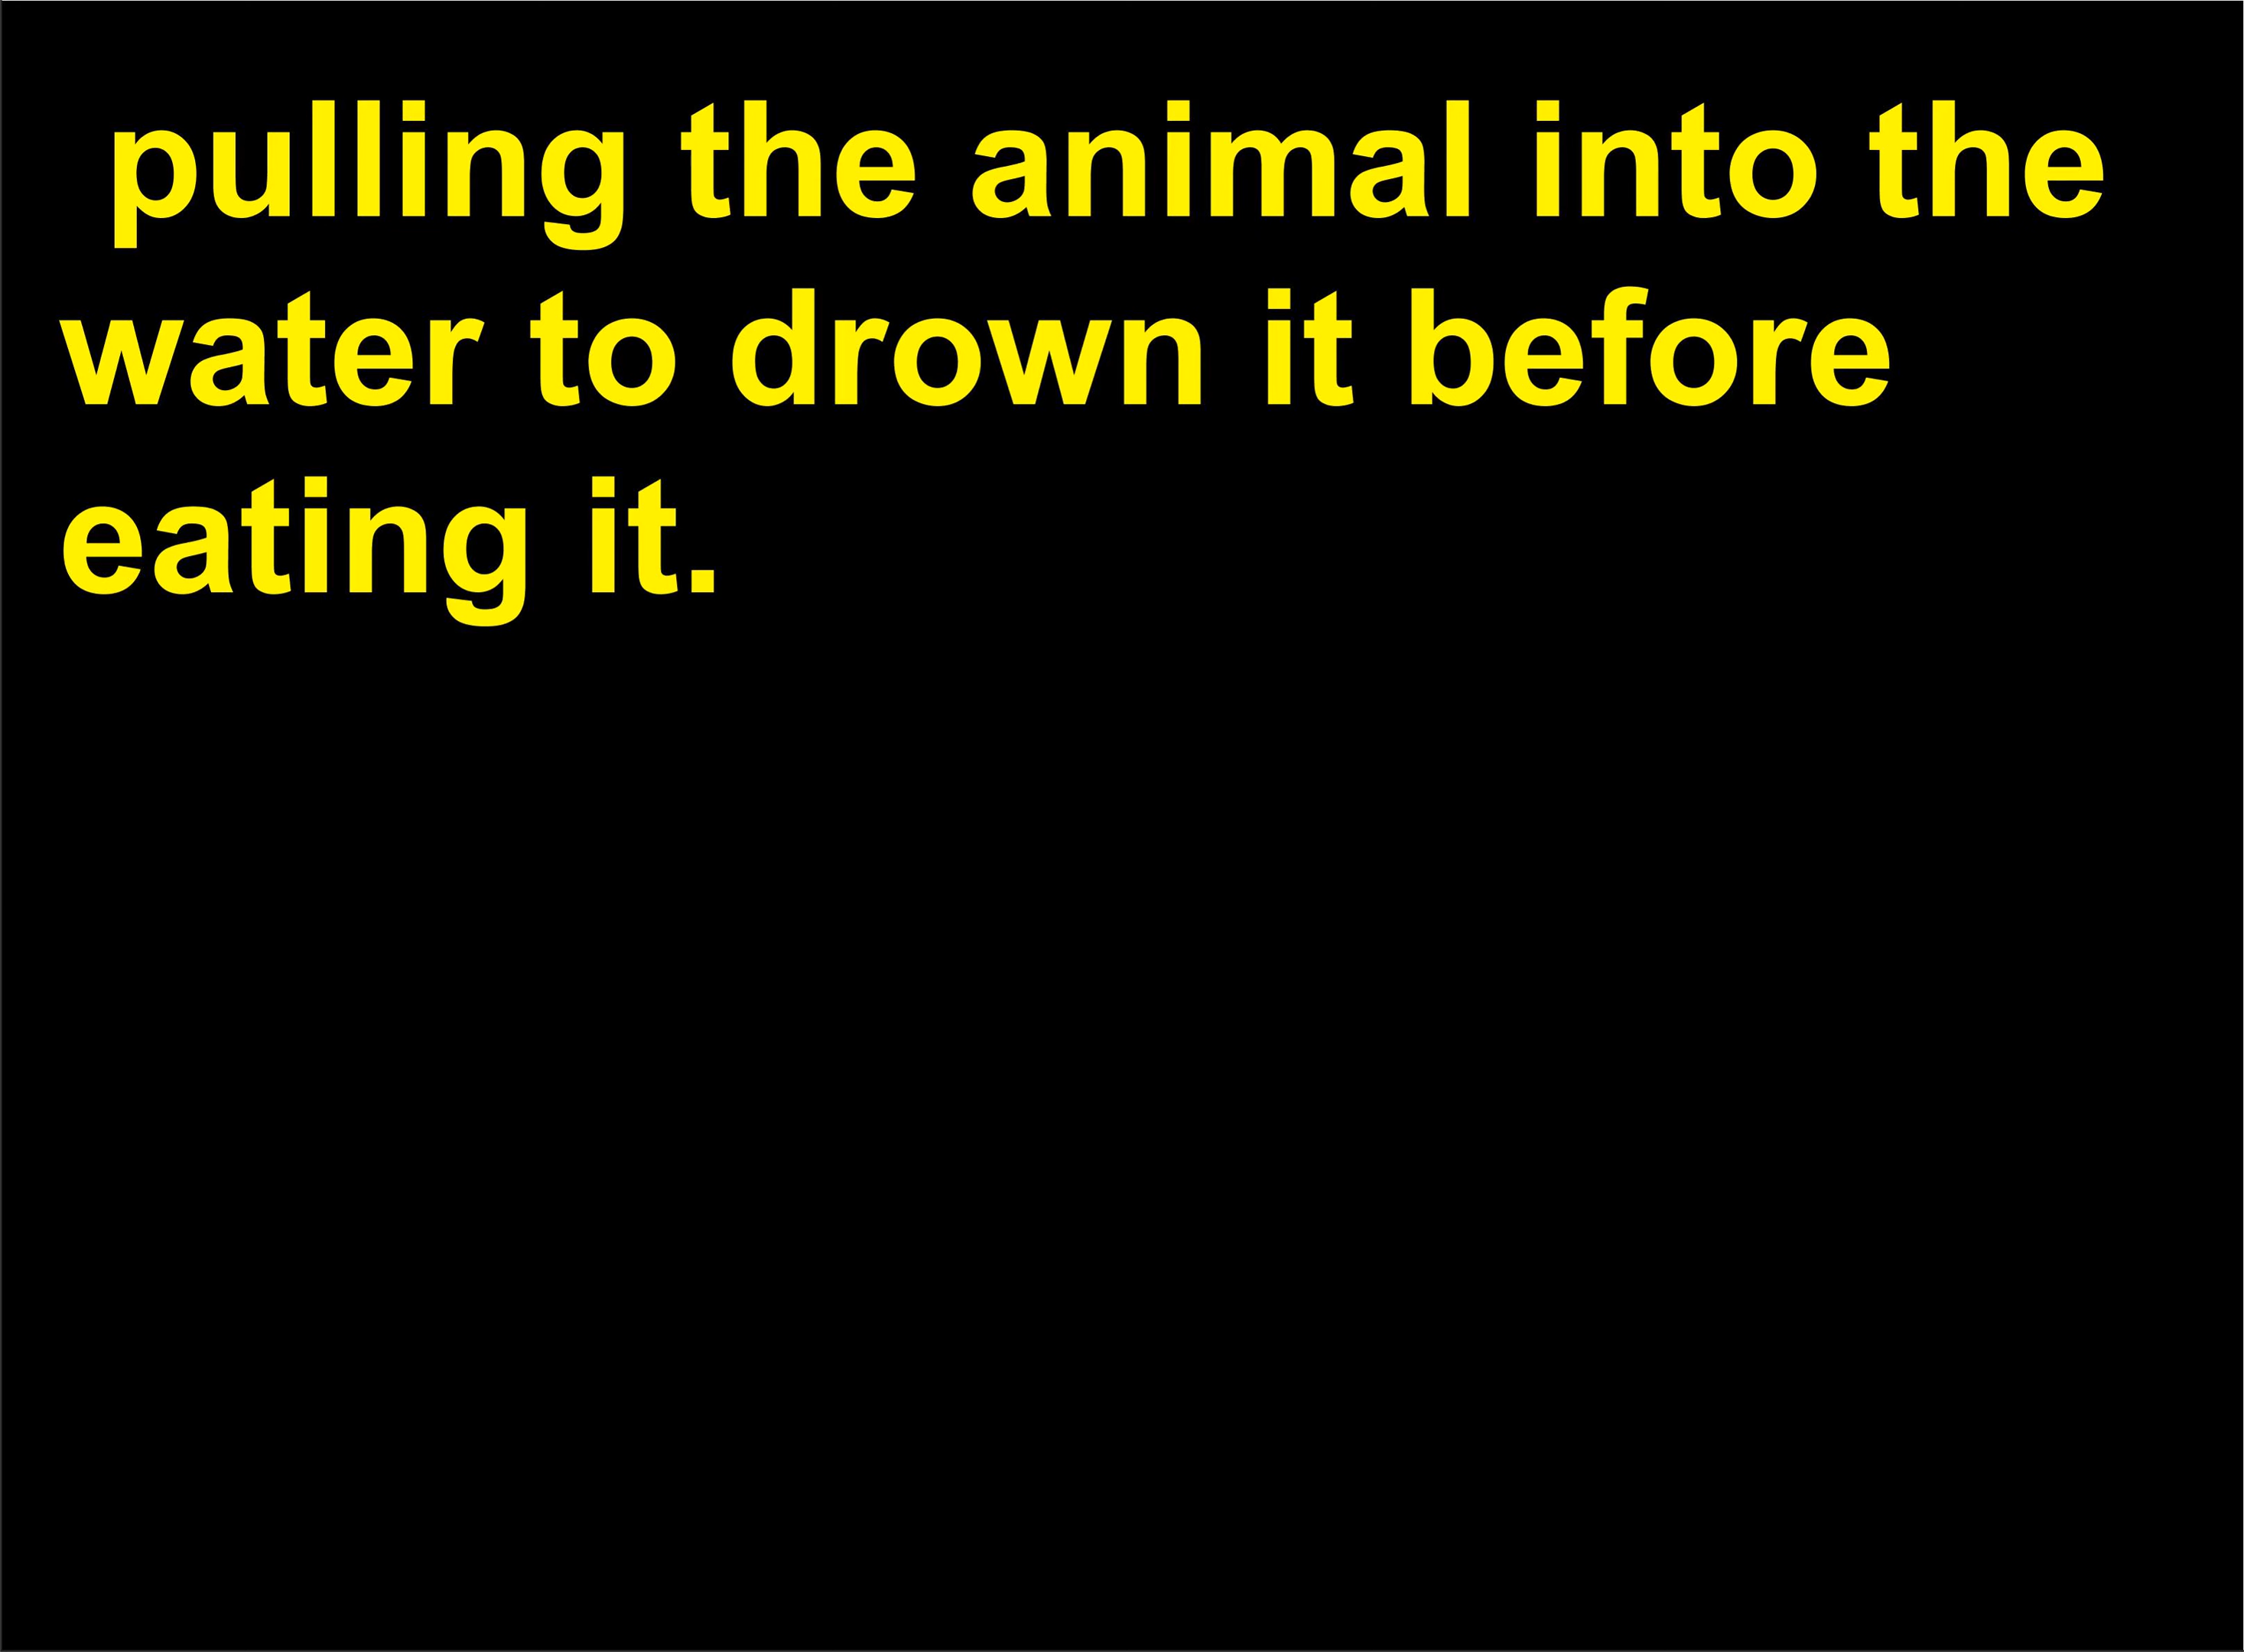 pulling the animal into the
water to drown it before
eating it.